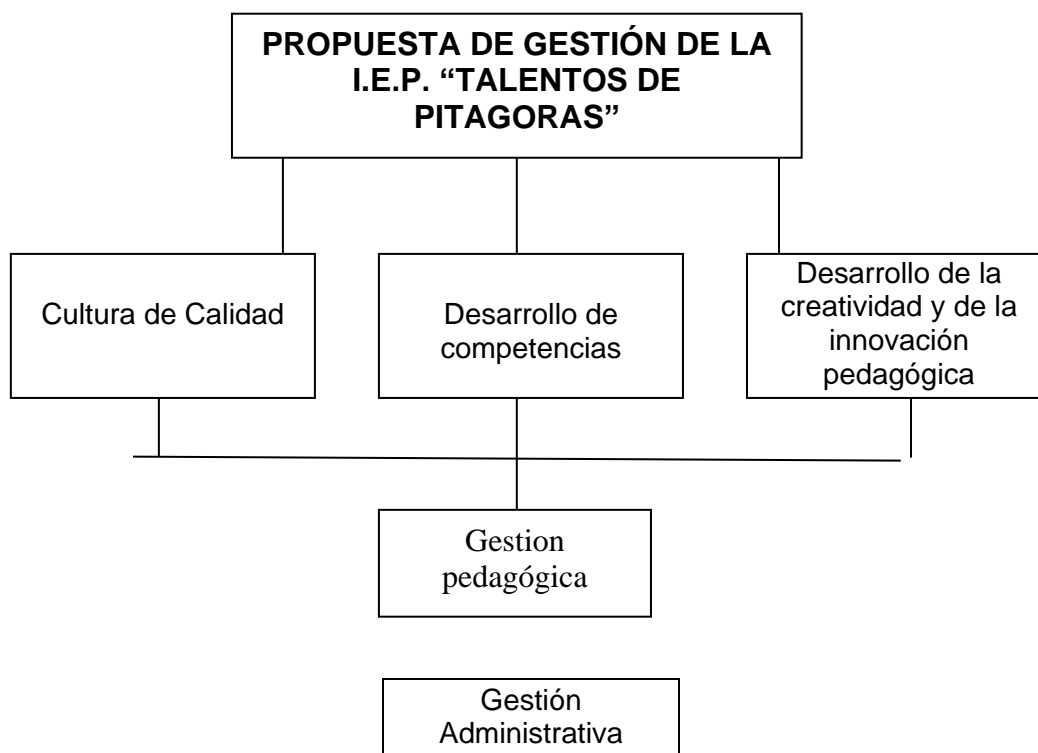 PROPUESTA DE GESTIÓN DE LA
I.E.P. “TALENTOS DE
PITAGORAS”
Cultura de Calidad
Desarrollo de
competencias
Desarrollo de la
creatividad y de la
innovación
pedagógica
Gestion
pedagógica
Gestión
Administrativa